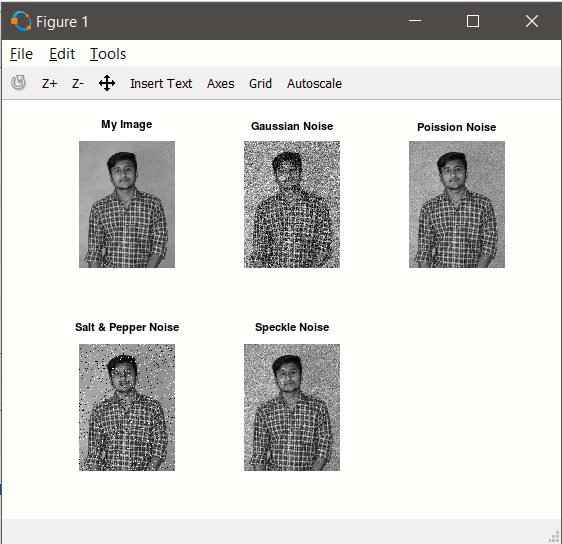 Figure 1
File Edit Tools
Z+ Z- Insert Text Axes Grid Autoscale
My Image Gaussian Noise Poission Noise
Salt & Pepper Noise Speckle Noise